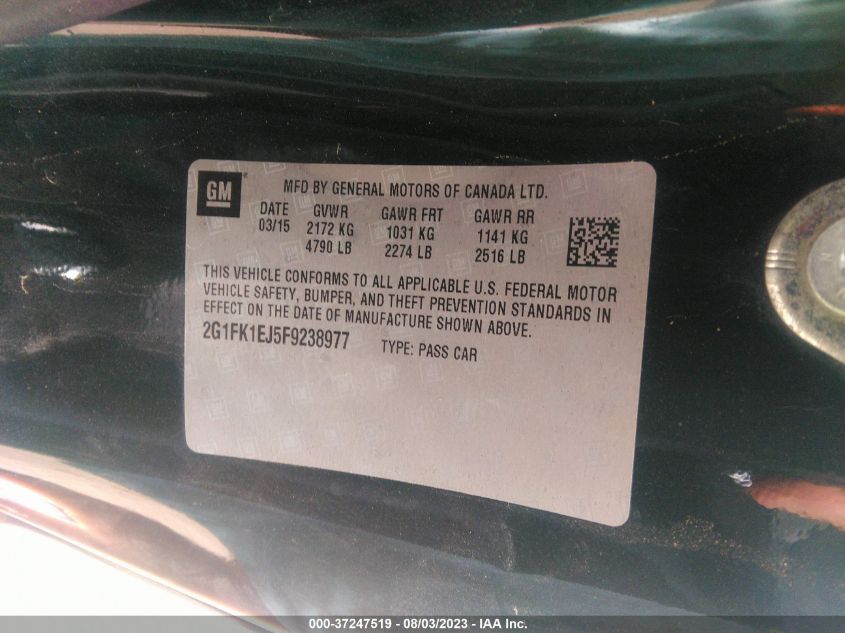 GM
MFD BY GENERAL MOTORS OF CANADA LTD.
DATE GVWR GAWR FRT GAWR RR
03/15 2172 KG 1031 KG 1141 KG
4790 LB 2274 LB 2516 LB
THIS VEHICLE CONFORMS TO ALL APPLICABLE U.S. FEDERAL MOTOR
VEHICLE SAFETY, BUMPER, AND THEFT PREVENTION STANDARDS IN
EFFECT ON THE DATE OF MANUFACTURE SHOWN ABOVE.
2G1FK1EJ5F9238977 TYPE: PASS CAR
000-37247519 - 08/03/2023 - IAA Inc.